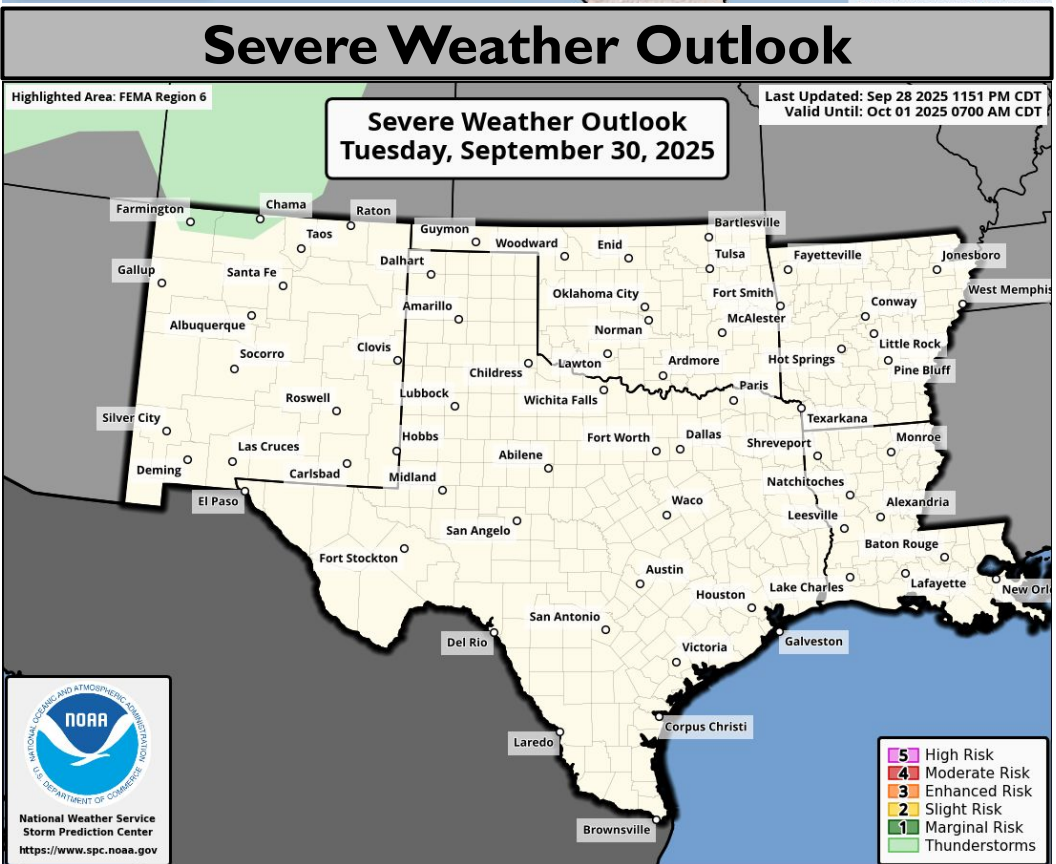 Severe Weather Outlook
Highlighted Area: FEMA Region 6
Severe Weather Outlook
Tuesday, September 30, 2025
Last Updated: Sep 28 2025 1151 PM CDT
Valid Until: Oct 01 2025 0700 AM CDT
Farmington
Chama
Raton
Taos
Guymon
Woodward
Enid
Bartlesville
Tulsa
Fayetteville
Jonesboro
Gallup
Santa Fe
Dalhart
Amarillo
Oklahoma City
Fort Smith
Conway
West Memphis
Albuquerque
Norman
McAlester
Little Rock
Socorro
Clovis
Childress
Lawton
Ardmore
Hot Springs
Pine Bluff
Roswell
Lubbock
Wichita Falls
Paris
Texarkana
Silver City
Hobbs
Fort Worth
Dallas
Shreveport
Monroe
Las Cruces
Deming
Carlsbad
Midland
Abilene
Natchitoches
El Paso
Waco
Leesville
Alexandria
San Angelo
Fort Stockton
Baton Rouge
Austin
Houston
Lake Charles
Lafayette
New Orl
San Antonio
Del Rio
Victoria
Galveston
Laredo
Corpus Christi
Brownsville
NATIONAL OCEANIC AND ATMOSPHERIC ADMINISTRATION
NOAA
U.S. DEPARTMENT OF COMMERCE
National Weather Service
Storm Prediction Center
https://www.spc.noaa.gov
5 High Risk
4 Moderate Risk
3 Enhanced Risk
2 Slight Risk
1 Marginal Risk
Thunderstorms